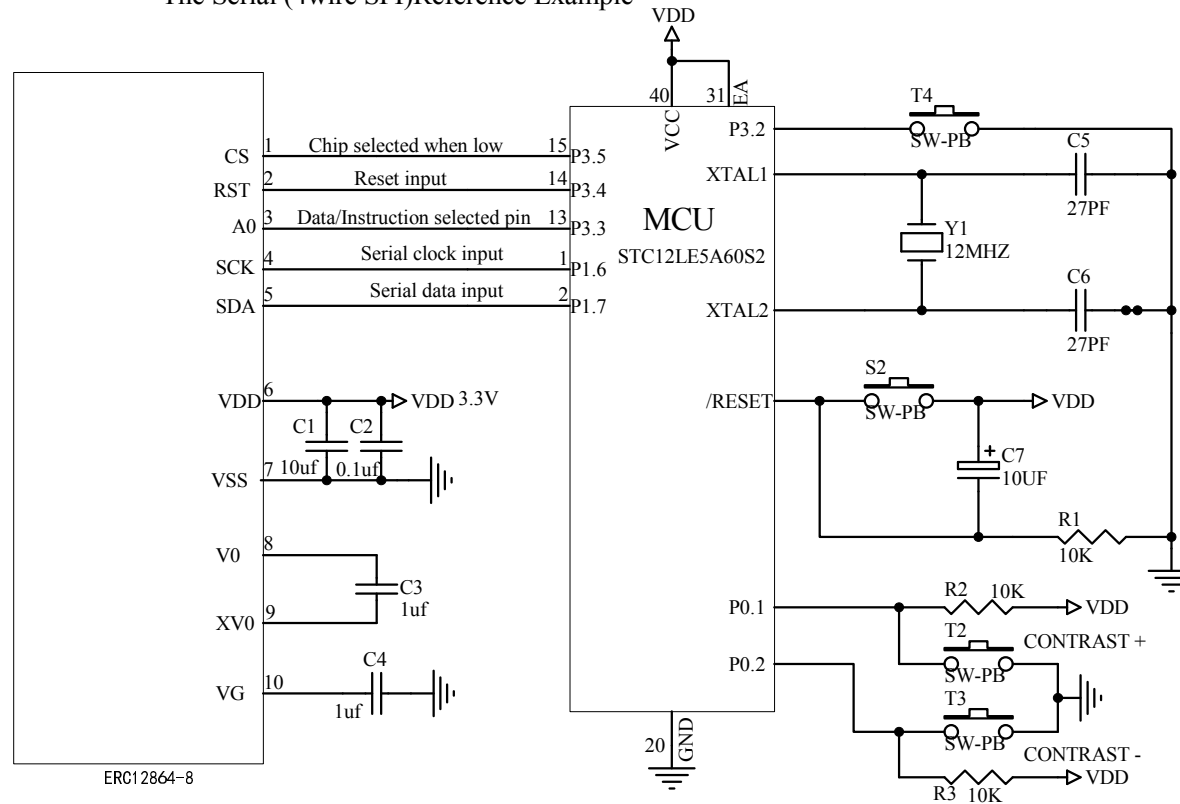 The Serial (4wire SPI)Reference Example
VDD
40
31
EA
VCC
T4
P3.2
SW-PB
C5
27PF
CS
1
Chip selected when low
15
P3.5
XTAL1
RST
2
Reset input
14
P3.4
A0
3
Data/Instruction selected pin
13
P3.3
MCU
STC12LE5A60S2
Y1
12MHZ
SCK
4
Serial clock input
1
P1.6
SDA
5
Serial data input
2
P1.7
XTAL2
C6
27PF
S2
VDD
6
VDD 3.3V
/RESET
SW-PB
VDD
C1
C2
10uf
0.1uf
VSS
7
+
C7
10UF
R1
10K
V0
8
C3
1uf
XV0
9
P0.1
R2
10K
VDD
T2
CONTRAST +
SW-PB
P0.2
C4
VG
10
1uf
T3
SW-PB
CONTRAST -
20
GND
R3
10K
VDD
ERC12864-8